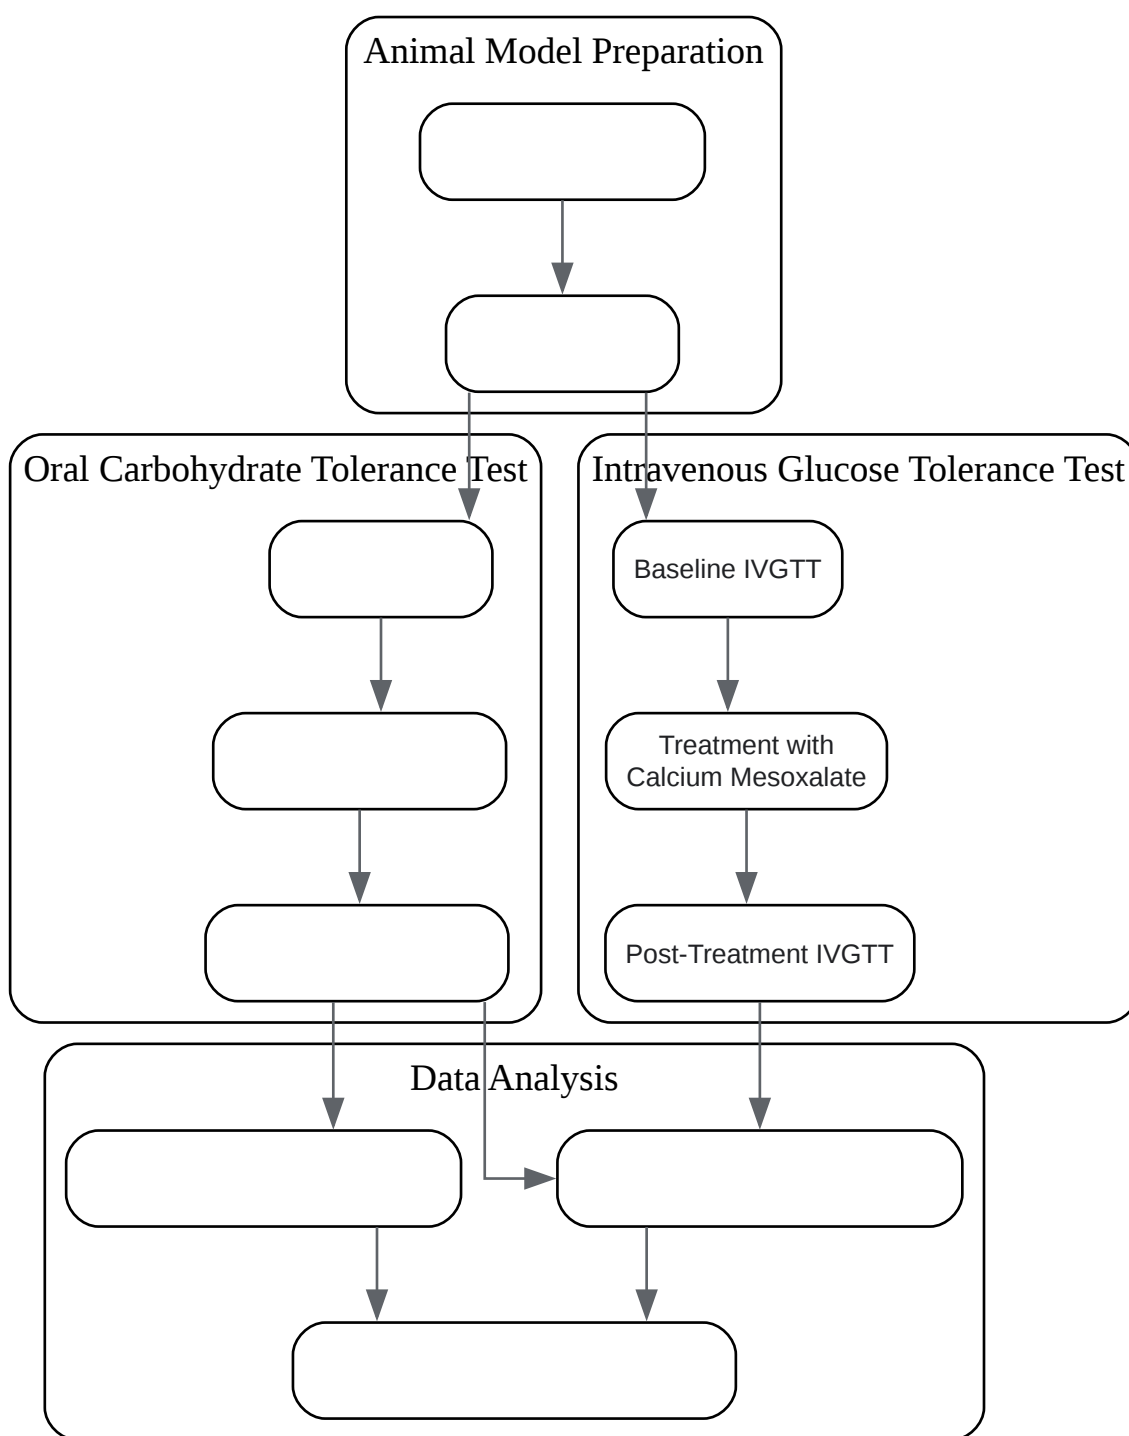 Animal Model Preparation
Oral Carbohydrate Tolerance Test
Intravenous Glucose Tolerance Test
Baseline IVGTT
Treatment with
Calcium Mesoxalate
Post-Treatment IVGTT
Data Analysis